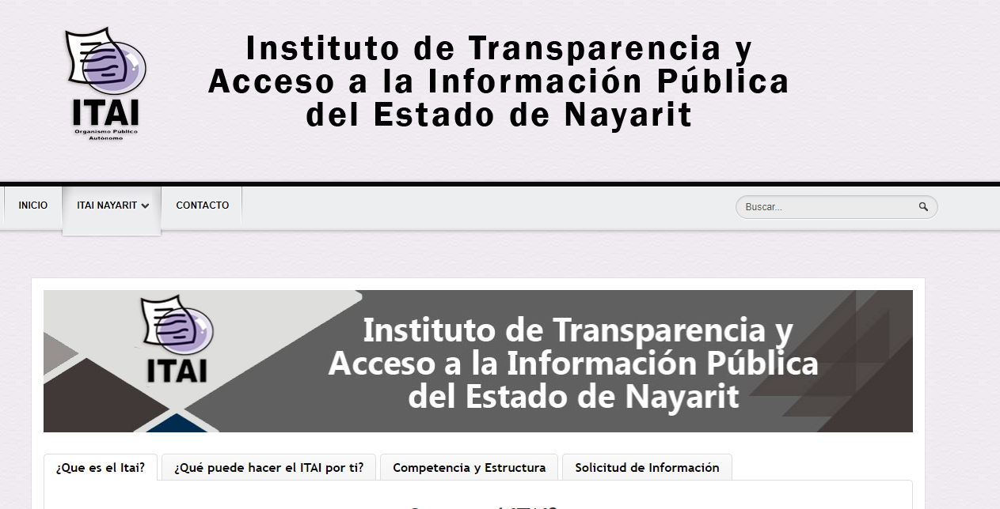 Instituto de Transparencia y
Acceso a la Información Pública
del Estado de Nayarit
ITAI
Organismo Público
Autónomo
INICIO
ITAI NAYARIT
CONTACTO
Buscar...
ITAI
Instituto de Transparencia y
Acceso a la Información Pública
del Estado de Nayarit
¿Que es el Itai?
¿Qué puede hacer el ITAI por ti?
Competencia y Estructura
Solicitud de Información